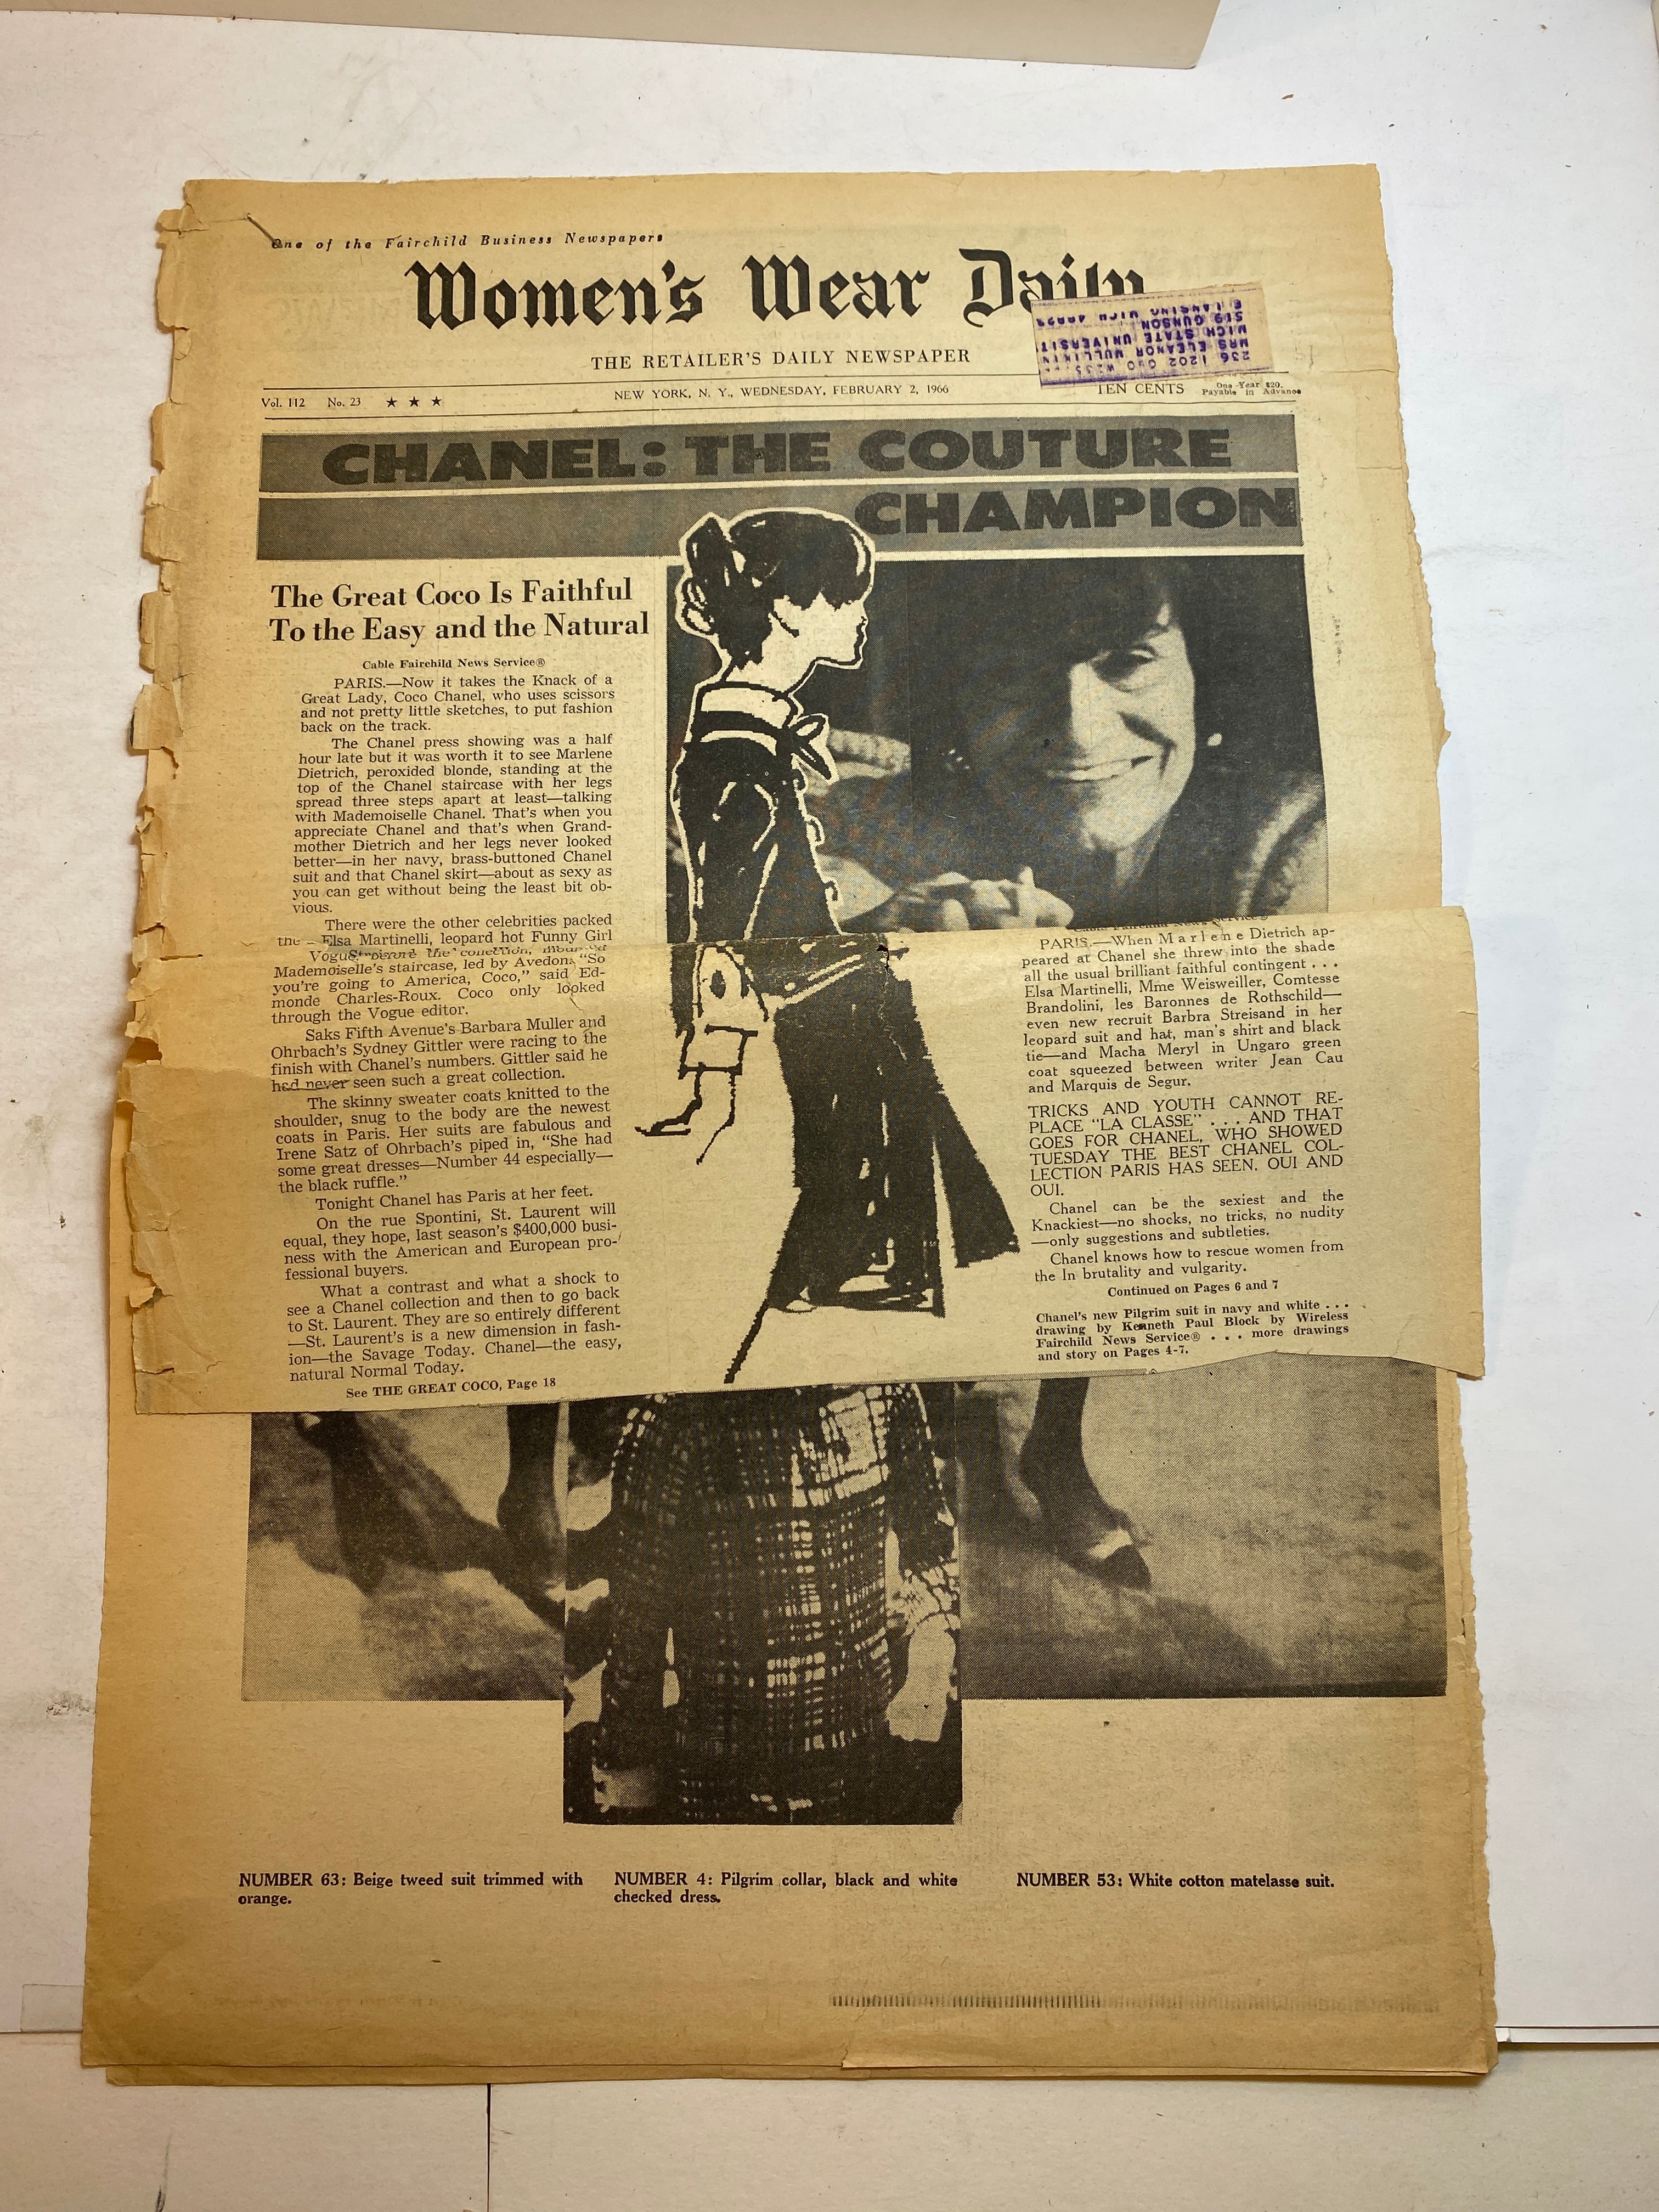 One of the Fairchild Business Newspapers
Women's Wear Daily
THE RETAILER'S DAILY NEWSPAPER
236 1202 GVO W235
MRS ELEANOR MULLIKIN
MICH STATE UNIVERSIT
519 GUNSON
E LANSING MICH 48823
Vol. 112 No. 23 ★ ★ ★
NEW YORK, N. Y., WEDNESDAY, FEBRUARY 2, 1966
TEN CENTS
One Year $20.
Payable in Advance
CHANEL: THE COUTURE
CHAMPION
The Great Coco Is Faithful
To the Easy and the Natural
Cable Fairchild News Service®
PARIS.—Now it takes the Knack of a
Great Lady, Coco Chanel, who uses scissors
and not pretty little sketches, to put fashion
back on the track.
The Chanel press showing was a half
hour late but it was worth it to see Marlene
Dietrich, peroxided blonde, standing at the
top of the Chanel staircase with her legs
spread three steps apart at least—talking
with Mademoiselle Chanel. That's when you
appreciate Chanel and that's when Grand-
mother Dietrich and her legs never looked
better—in her navy, brass-buttoned Chanel
suit and that Chanel skirt—about as sexy as
you can get without being the least bit ob-
vious.
There were the other celebrities packed
the – Elsa Martinelli, leopard hot Funny Girl
Vogue
Mademoiselle's staircase, led by Avedon. "So
you're going to America, Coco," said Ed-
monde Charles-Roux. Coco only looked
through the Vogue editor.
Saks Fifth Avenue's Barbara Muller and
Ohrbach's Sydney Gittler were racing to the
finish with Chanel's numbers. Gittler said he
had never seen such a great collection.
The skinny sweater coats knitted to the
shoulder, snug to the body are the newest
coats in Paris. Her suits are fabulous and
Irene Satz of Ohrbach's piped in, "She had
some great dresses—Number 44 especially—
the black ruffle."
Tonight Chanel has Paris at her feet.
On the rue Spontini, St. Laurent will
equal, they hope, last season's $400,000 busi-
ness with the American and European pro-
fessional buyers.
What a contrast and what a shock to
see a Chanel collection and then to go back
to St. Laurent. They are so entirely different
—St. Laurent's is a new dimension in fash-
ion—the Savage Today. Chanel—the easy,
natural Normal Today.
See THE GREAT COCO, Page 18
Cable Fairchild News Service®
PARIS.—When Marlene Dietrich ap-
peared at Chanel she threw into the shade
all the usual brilliant faithful contingent . . .
Elsa Martinelli, Mme Weisweiller, Comtesse
Brandolini, les Baronnes de Rothschild—
even new recruit Barbra Streisand in her
leopard suit and hat, man's shirt and black
tie—and Macha Meryl in Ungaro green
coat squeezed between writer Jean Cau
and Marquis de Segur.
TRICKS AND YOUTH CANNOT RE-
PLACE "LA CLASSE" . . . AND THAT
GOES FOR CHANEL, WHO SHOWED
TUESDAY THE BEST CHANEL COL-
LECTION PARIS HAS SEEN. OUI AND
OUI.
Chanel can be the sexiest and the
Knackiest—no shocks, no tricks, no nudity
—only suggestions and subtleties.
Chanel knows how to rescue women from
the In brutality and vulgarity.
Continued on Pages 6 and 7
Chanel's new Pilgrim suit in navy and white . . .
drawing by Kenneth Paul Block by Wireless
Fairchild News Service® . . . more drawings
and story on Pages 4-7.
NUMBER 63: Beige tweed suit trimmed with
orange.
NUMBER 4: Pilgrim collar, black and white
checked dress.
NUMBER 53: White cotton matelasse suit.